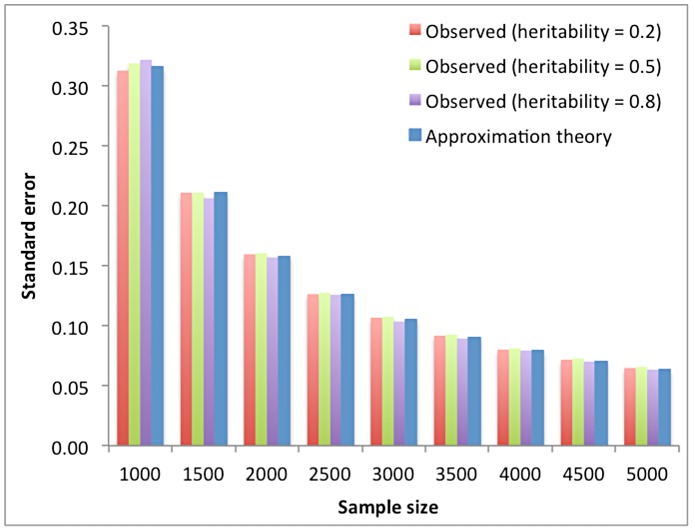 0.35
0.30
0.25
0.20
0.15
0.10
0.05
0.00
Standard error
Observed (heritability = 0.2)
Observed (heritability = 0.5)
Observed (heritability = 0.8)
Approximation theory
1000 1500 2000 2500 3000 3500 4000 4500 5000
Sample size